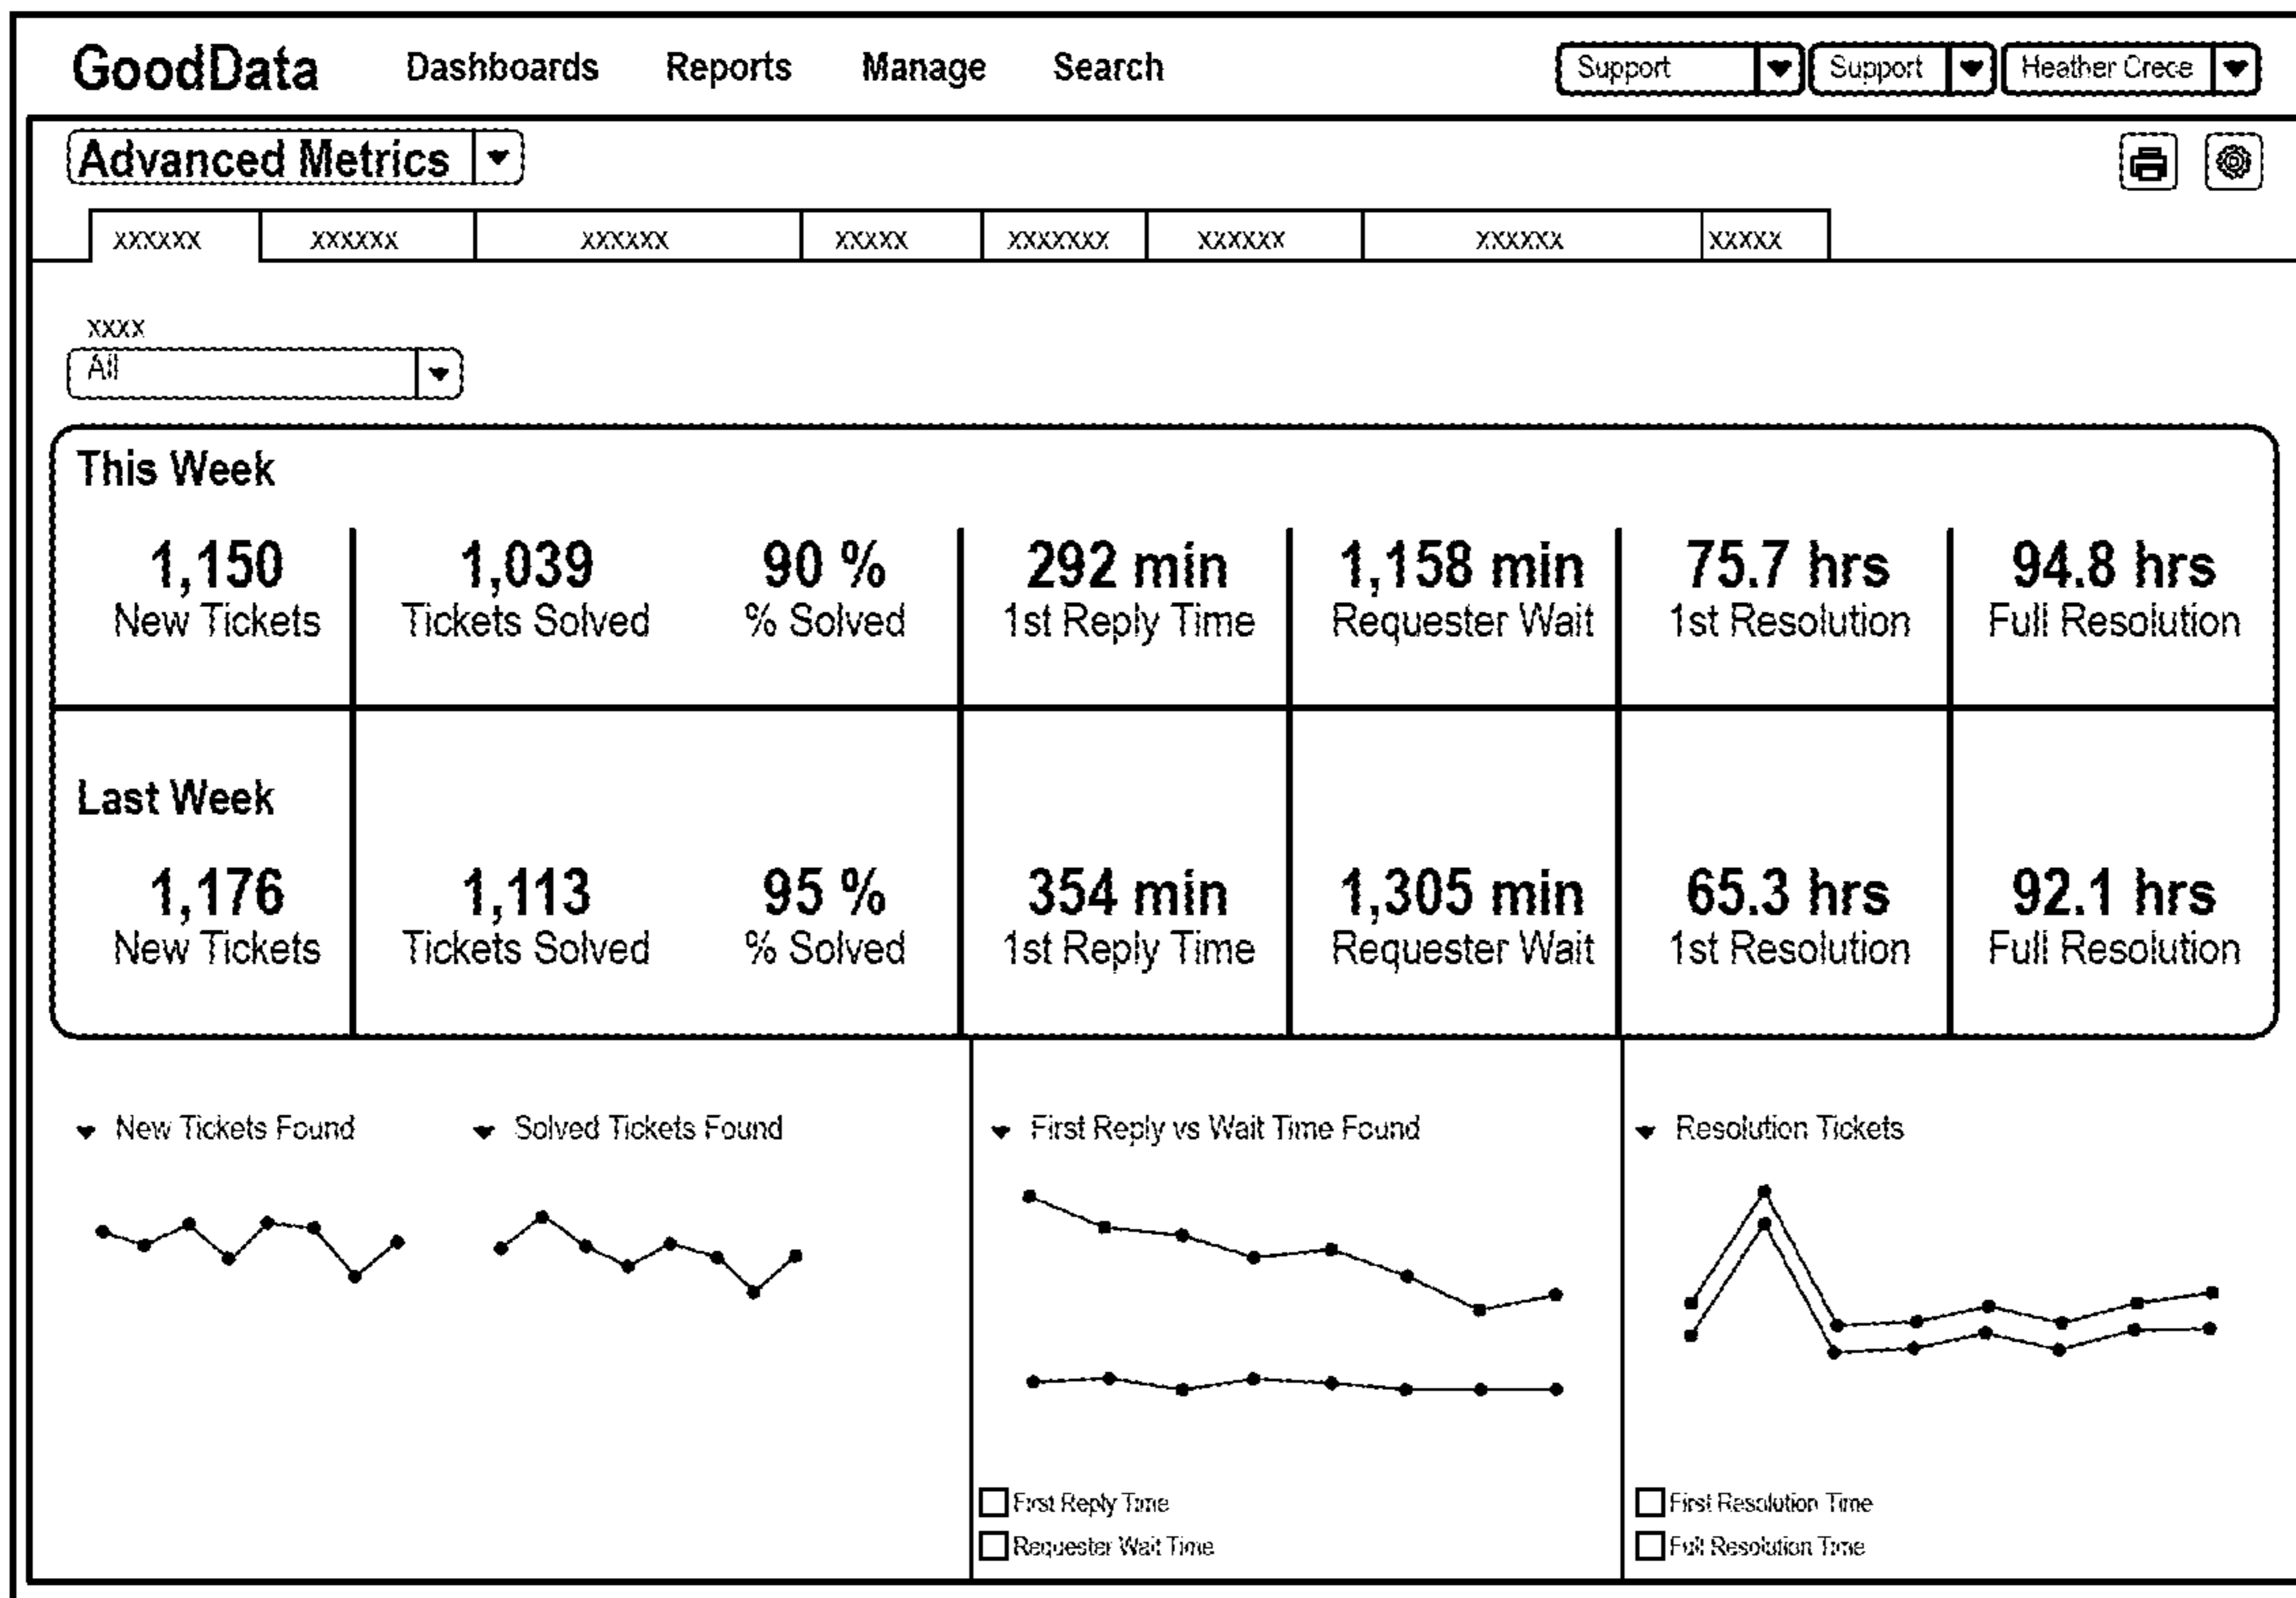 GoodData Dashboards Reports Manage Search Support Support Heather Crece
Advanced Metrics
xxxxxx xxxxxx xxxxxx xxxxx xxxxxxx xxxxxx xxxxxx xxxxx
xxxx
All
This Week
1,150 1,039 90 % 292 min 1,158 min 75.7 hrs 94.8 hrs
New Tickets Tickets Solved % Solved 1st Reply Time Requester Wait 1st Resolution Full Resolution
Last Week
1,176 1,113 95 % 354 min 1,305 min 65.3 hrs 92.1 hrs
New Tickets Tickets Solved % Solved 1st Reply Time Requester Wait 1st Resolution Full Resolution
New Tickets Found Solved Tickets Found First Reply vs Wait Time Found Resolution Tickets
First Reply Time First Resolution Time
Requester Wait Time Full Resolution Time